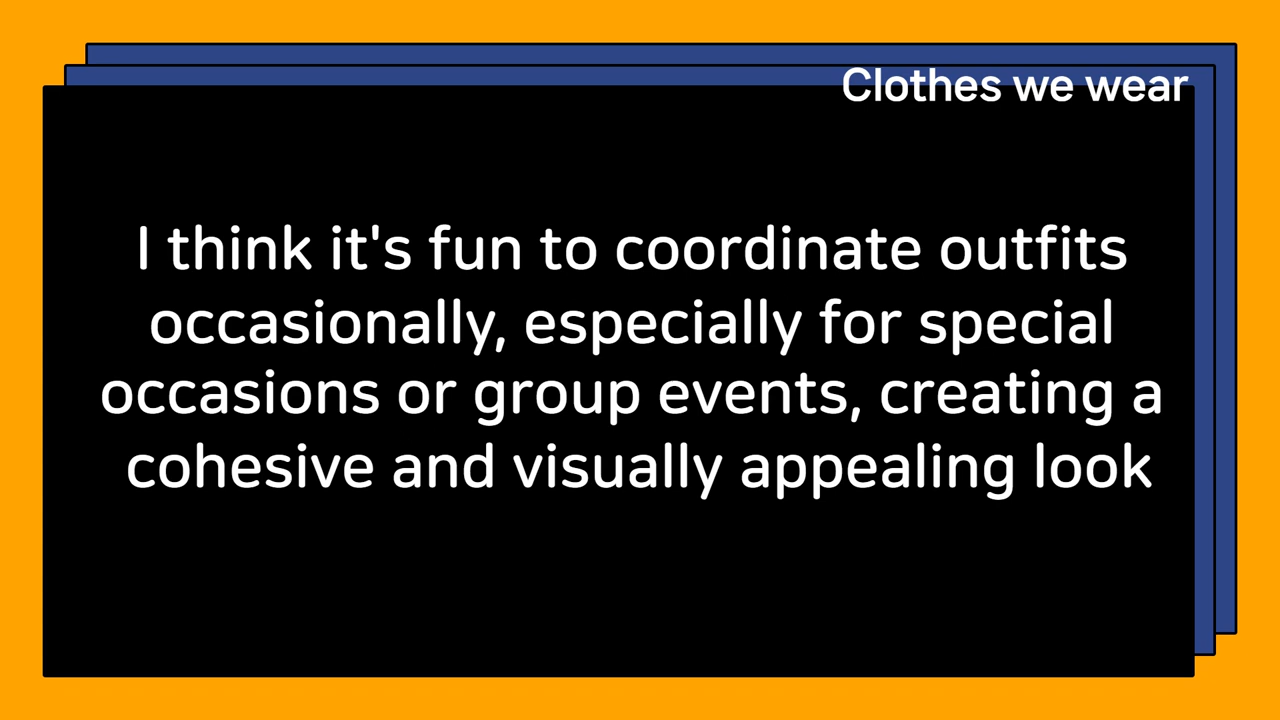 Clothes we wear
I think it's fun to coordinate outfits
occasionally, especially for special
occasions or group events, creating a
cohesive and visually appealing look